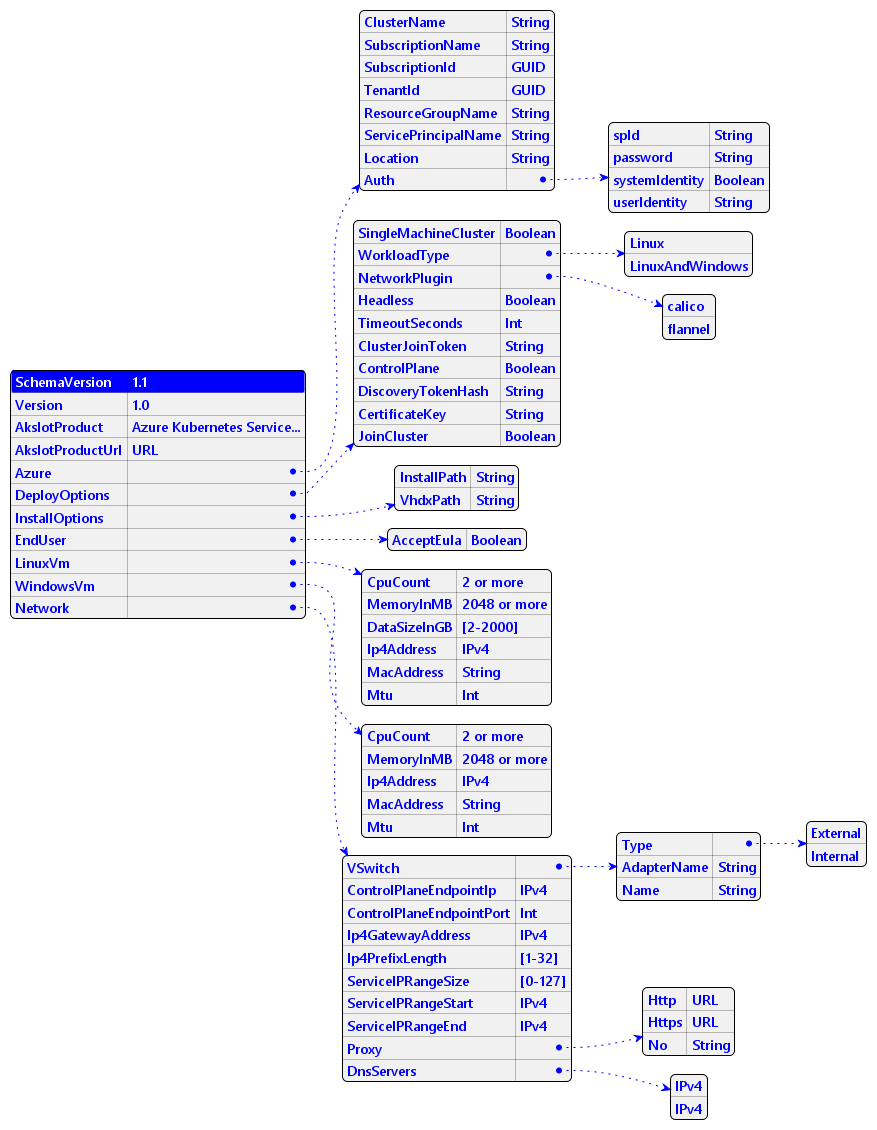 ClusterName String
SubscriptionName String
SubscriptionId GUID
TenantId GUID
ResourceGroupName String
ServicePrincipalName String
Location String
Auth
spId String
password String
systemIdentity Boolean
userIdentity String
SingleMachineCluster Boolean
WorkloadType
NetworkPlugin
Headless Boolean
TimeoutSeconds Int
ClusterJoinToken String
ControlPlane Boolean
DiscoveryTokenHash String
CertificateKey String
JoinCluster Boolean
Linux
LinuxAndWindows
calico
flannel
SchemaVersion 1.1
Version 1.0
AksIotProduct Azure Kubernetes Service...
AksIotProductUrl URL
Azure
DeployOptions
InstallOptions
EndUser
LinuxVm
WindowsVm
Network
InstallPath String
VhdxPath String
AcceptEula Boolean
CpuCount 2 or more
MemoryInMB 2048 or more
DataSizeInGB [2-2000]
Ip4Address IPv4
MacAddress String
Mtu Int
CpuCount 2 or more
MemoryInMB 2048 or more
Ip4Address IPv4
MacAddress String
Mtu Int
VSwitch
ControlPlaneEndpointIp IPv4
ControlPlaneEndpointPort Int
Ip4GatewayAddress IPv4
Ip4PrefixLength [1-32]
ServiceIPRangeSize [0-127]
ServiceIPRangeStart IPv4
ServiceIPRangeEnd IPv4
Proxy
DnsServers
Type
AdapterName String
Name String
External
Internal
Http URL
Https URL
No String
IPv4
IPv4